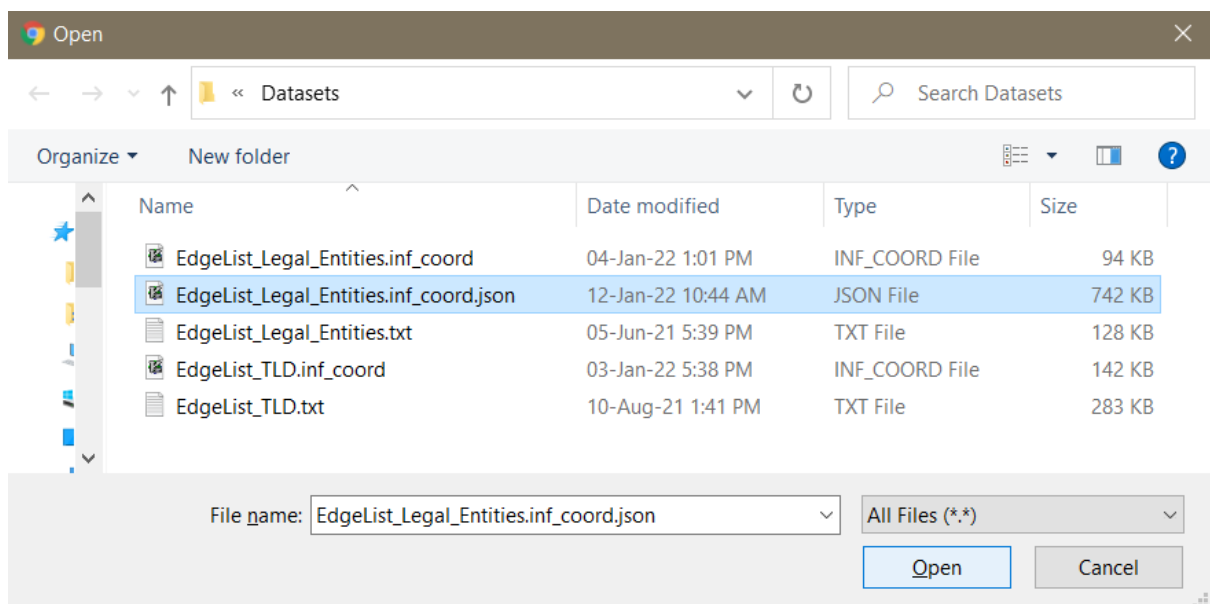 Open
« Datasets
Search Datasets
Organize
New folder
?
Name Date modified Type Size
EdgeList_Legal_Entities.inf_coord 04-Jan-22 1:01 PM INF_COORD File 94 KB
EdgeList_Legal_Entities.inf_coord.json 12-Jan-22 10:44 AM JSON File 742 KB
EdgeList_Legal_Entities.txt 05-Jun-21 5:39 PM TXT File 128 KB
EdgeList_TLD.inf_coord 03-Jan-22 5:38 PM INF_COORD File 142 KB
EdgeList_TLD.txt 10-Aug-21 1:41 PM TXT File 283 KB
File name: EdgeList_Legal_Entities.inf_coord.json All Files (*.*)
Open Cancel